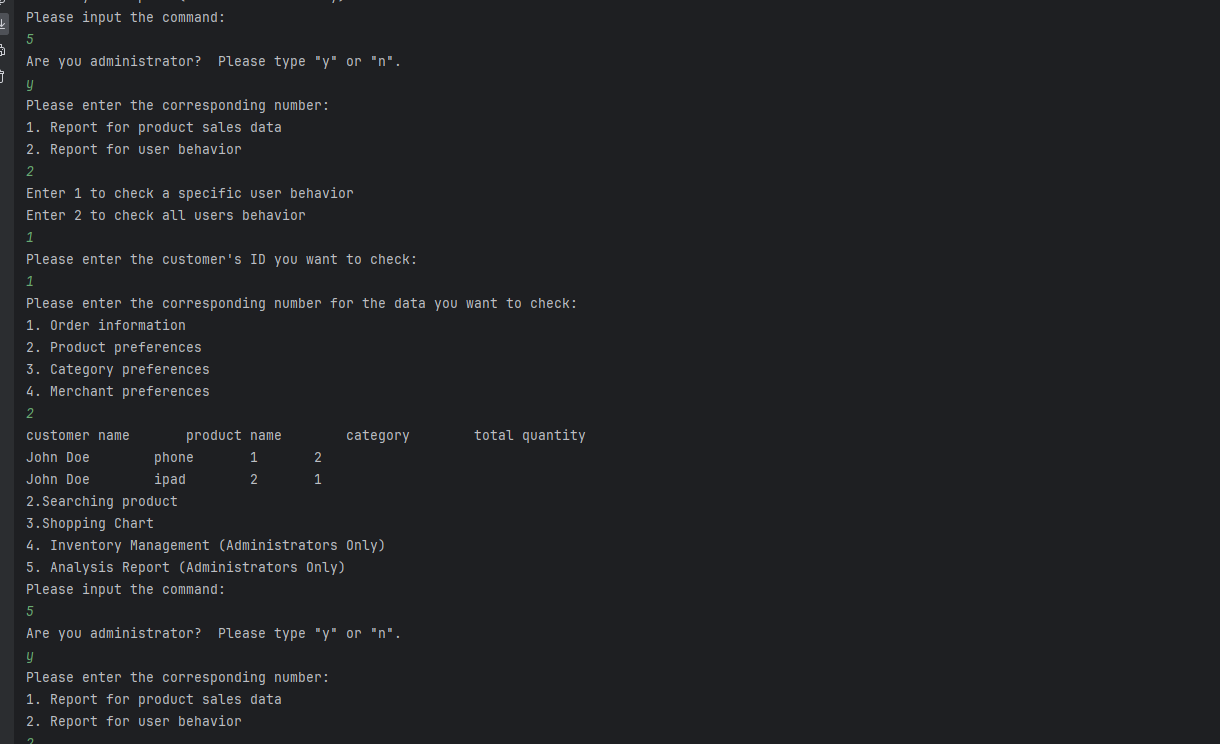 Please input the command:
5
Are you administrator?  Please type "y" or "n".
y
Please enter the corresponding number:
1. Report for product sales data
2. Report for user behavior
2
Enter 1 to check a specific user behavior
Enter 2 to check all users behavior
1
Please enter the customer's ID you want to check:
1
Please enter the corresponding number for the data you want to check:
1. Order information
2. Product preferences
3. Category preferences
4. Merchant preferences
2
customer name       product name        category        total quantity
John Doe        phone       1       2
John Doe        ipad        2       1
2.Searching product
3.Shopping Chart
4. Inventory Management (Administrators Only)
5. Analysis Report (Administrators Only)
Please input the command:
5
Are you administrator?  Please type "y" or "n".
y
Please enter the corresponding number:
1. Report for product sales data
2. Report for user behavior
2